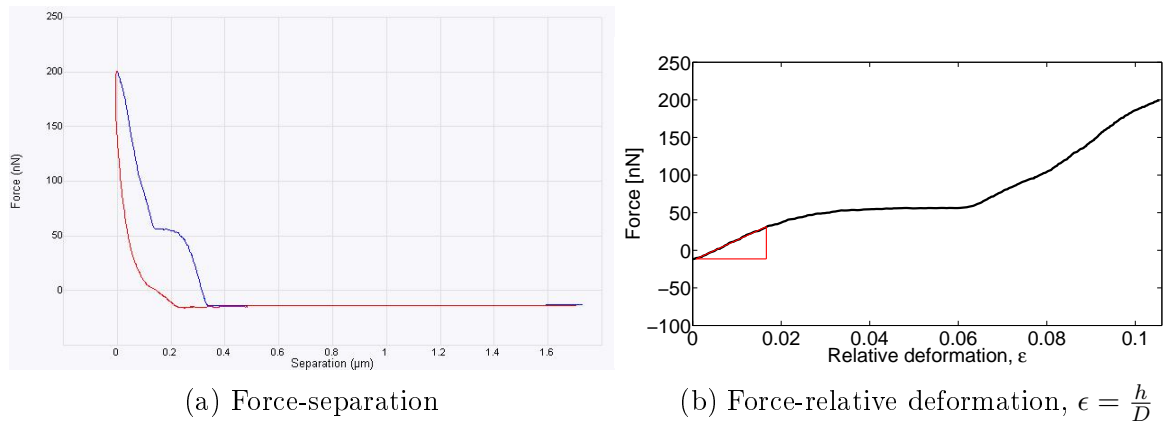 250
200
150
100
50
0
Force (nN)
0 0.2 0.4 0.6 0.8 1 1.2 1.4 1.6
Separation (µm)
(a) Force-separation
250
200
150
100
50
0
−50
−100
Force [nN]
0 0.02 0.04 0.06 0.08 0.1
Relative deformation, ε
(b) Force-relative deformation, ϵ = h/D